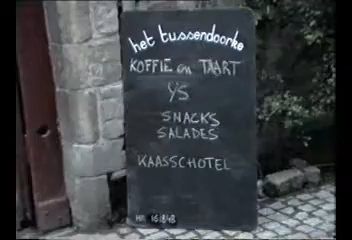 het tussendoorke
KOFFIE en TAART
IJS
SNACKS
SALADES
KAASSCHOTEL